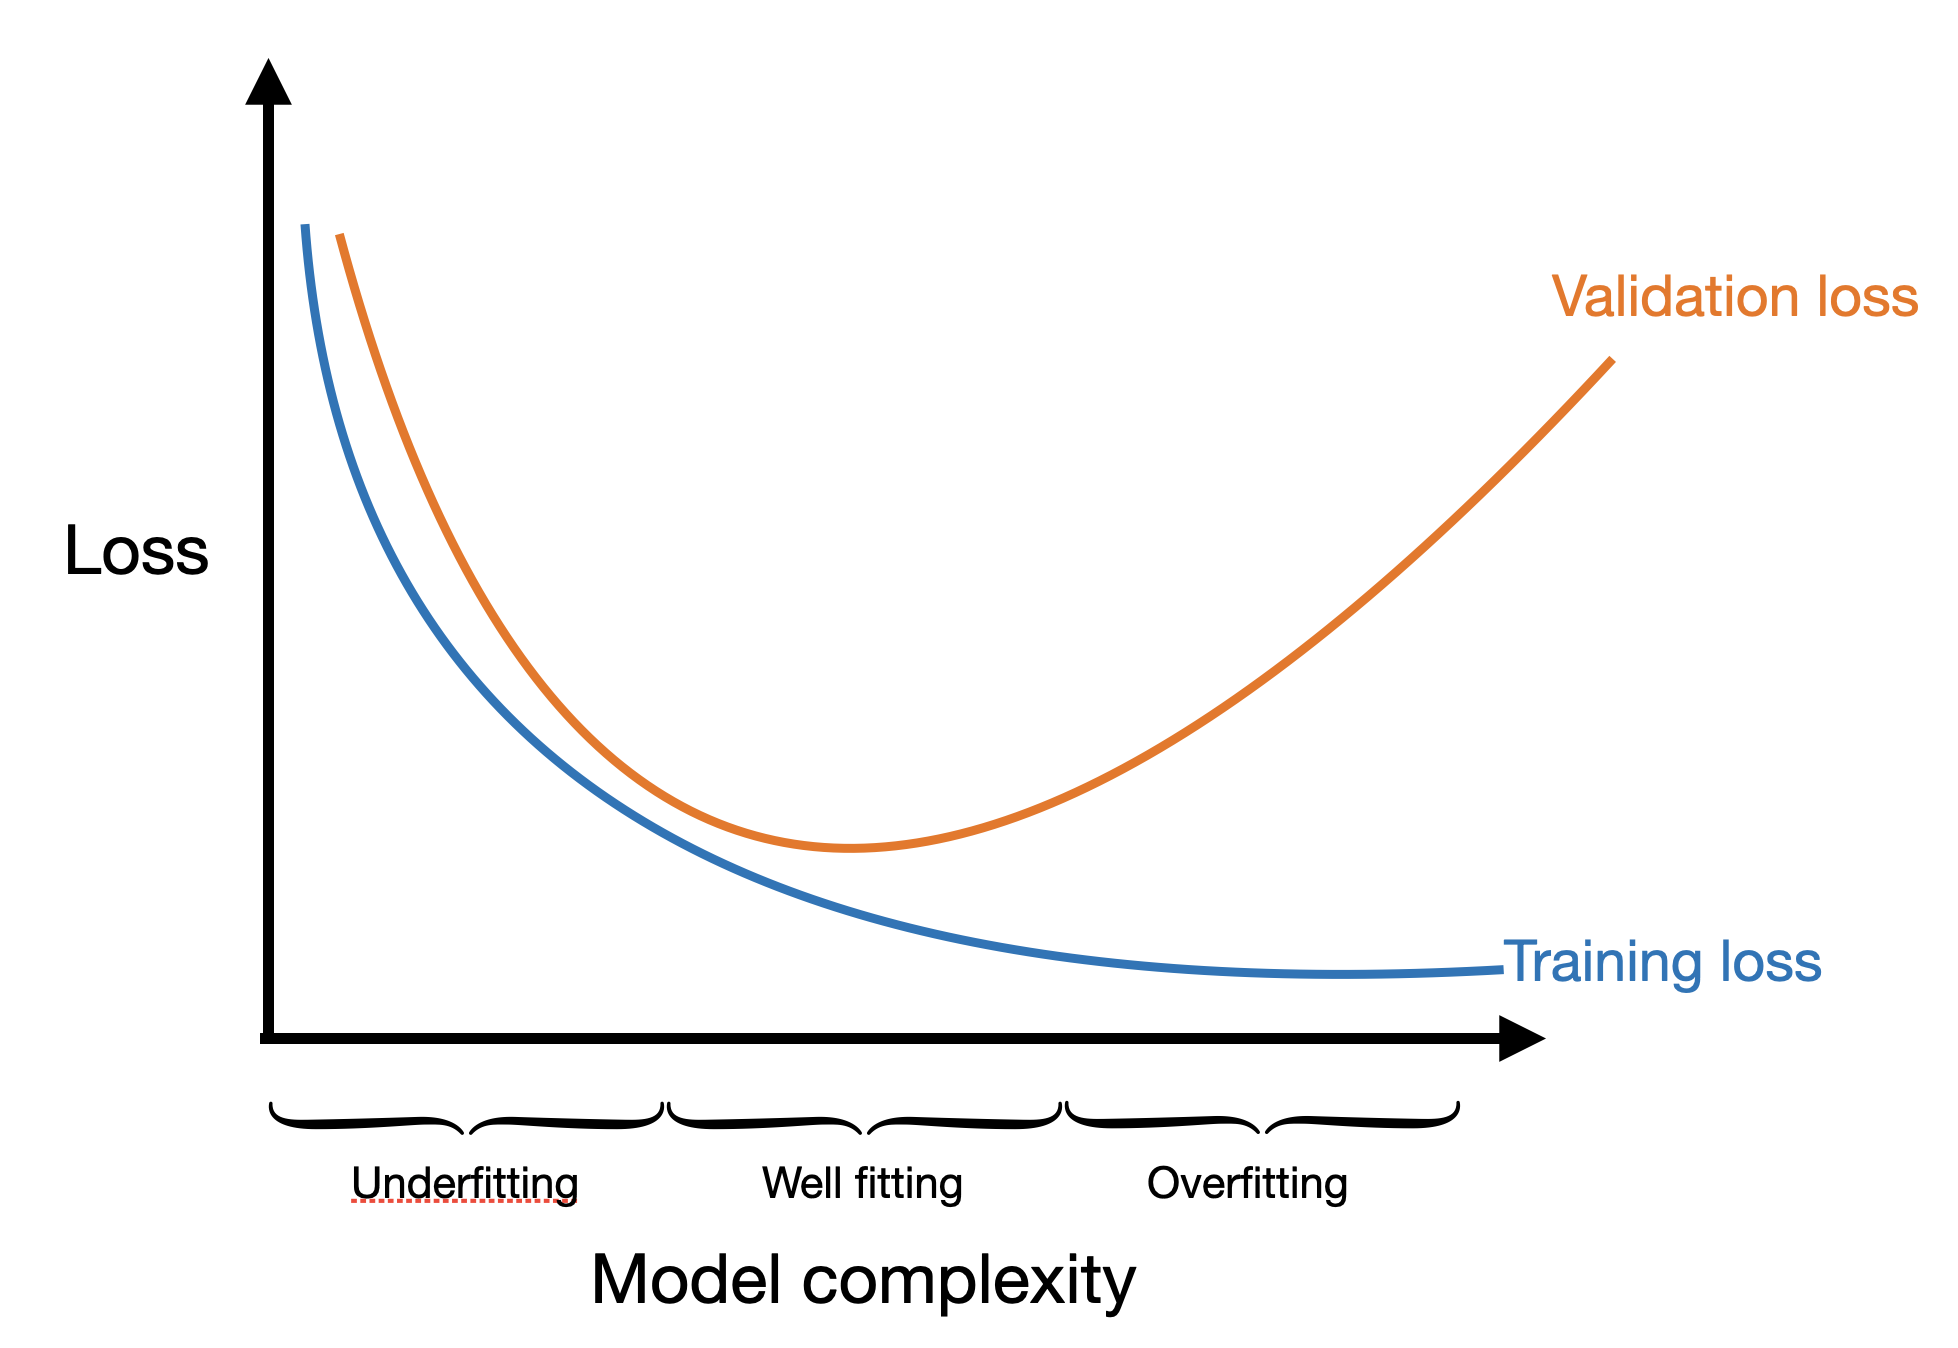 Validation loss
Loss
Training loss
Underfitting
Well fitting
Overfitting
Model complexity